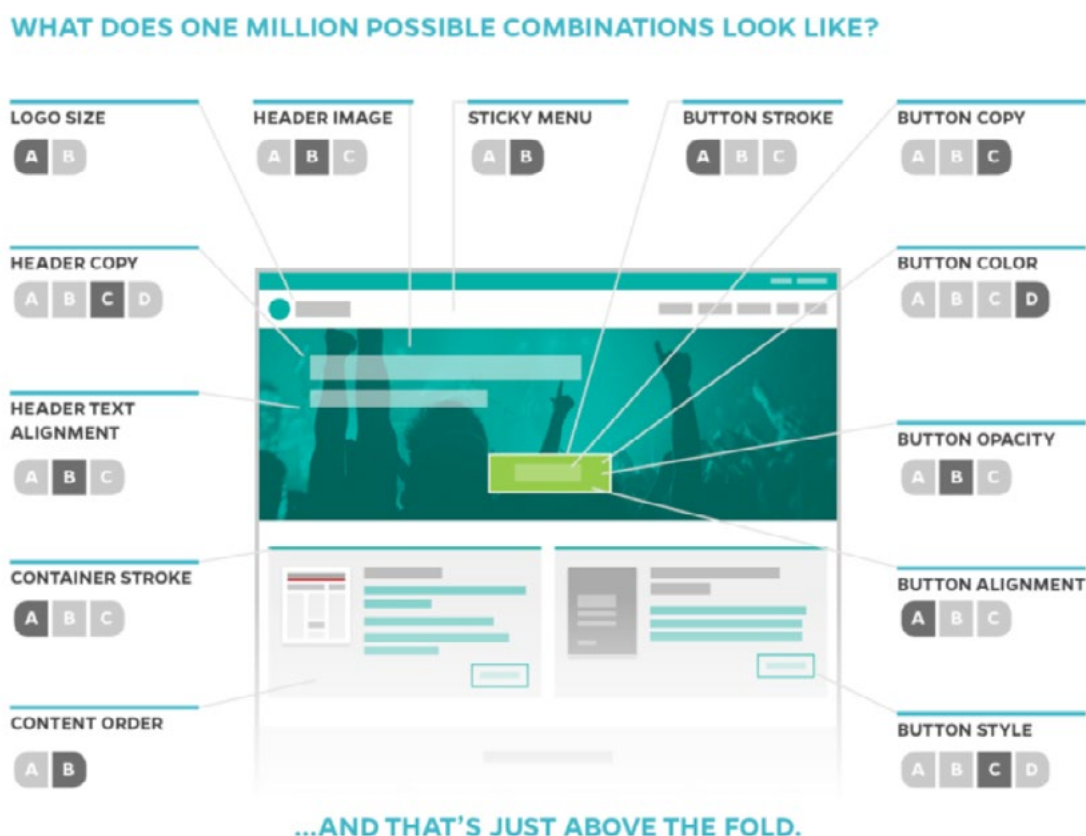 WHAT DOES ONE MILLION POSSIBLE COMBINATIONS LOOK LIKE?
LOGO SIZE
A B
HEADER IMAGE
A B C
STICKY MENU
A B
BUTTON STROKE
A B C
BUTTON COPY
A B C
HEADER COPY
A B C D
BUTTON COLOR
A B C D
HEADER TEXT
ALIGNMENT
A B C
BUTTON OPACITY
A B C
CONTAINER STROKE
A B C
BUTTON ALIGNMENT
A B C
CONTENT ORDER
A B
BUTTON STYLE
A B C D
...AND THAT'S JUST ABOVE THE FOLD.